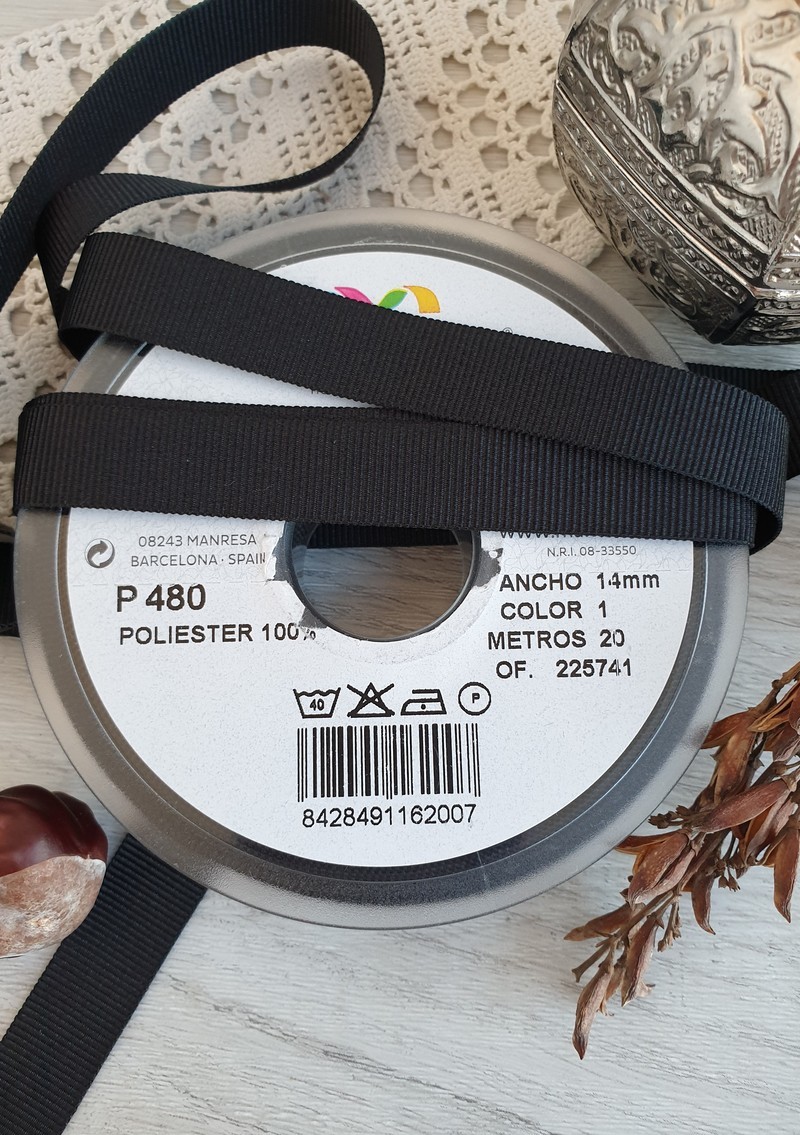 08243 MANRESA
BARCELONA · SPAIN
N.R.I. 08-33550
P 480
POLIESTER 100%
ANCHO 14mm
COLOR 1
METROS 20
OF. 225741
40
P
8428491162007